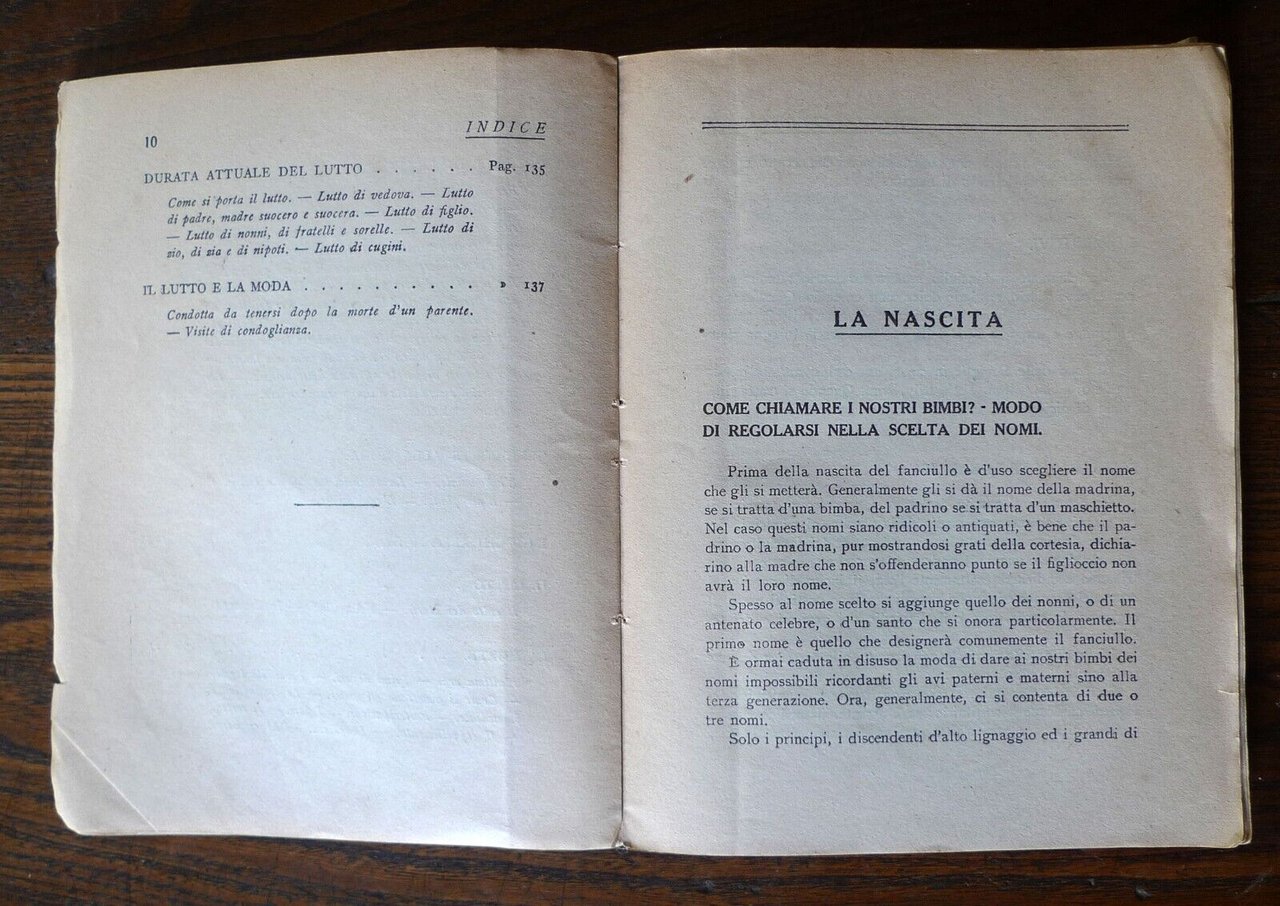 10
INDICE
DURATA ATTUALE DEL LUTTO . . . . . . Pag. 135
Come si porta il lutto. — Lutto di vedova. — Lutto
di padre, madre suocero e suocera. — Lutto di figlio.
— Lutto di nonni, di fratelli e sorelle. — Lutto di
zio, di zia e di nipoti. — Lutto di cugini.
IL LUTTO E LA MODA . . . . . . . . . . » 137
Condotta da tenersi dopo la morte d'un parente.
— Visite di condoglianza.
LA NASCITA
COME CHIAMARE I NOSTRI BIMBI? - MODO
DI REGOLARSI NELLA SCELTA DEI NOMI.
Prima della nascita del fanciullo è d'uso scegliere il nome
che gli si metterà. Generalmente gli si dà il nome della madrina,
se si tratta d'una bimba, del padrino se si tratta d'un maschietto.
Nel caso questi nomi siano ridicoli o antiquati, è bene che il pa-
drino o la madrina, pur mostrandosi grati della cortesia, dichia-
rino alla madre che non s'offenderanno punto se il figlioccio non
avrà il loro nome.
Spesso al nome scelto si aggiunge quello dei nonni, o di un
antenato celebre, o d'un santo che si onora particolarmente. Il
primo nome è quello che designerà comunemente il fanciullo.
È ormai caduta in disuso la moda di dare ai nostri bimbi dei
nomi impossibili ricordanti gli avi paterni e materni sino alla
terza generazione. Ora, generalmente, ci si contenta di due o
tre nomi.
Solo i principi, i discendenti d'alto lignaggio ed i grandi di